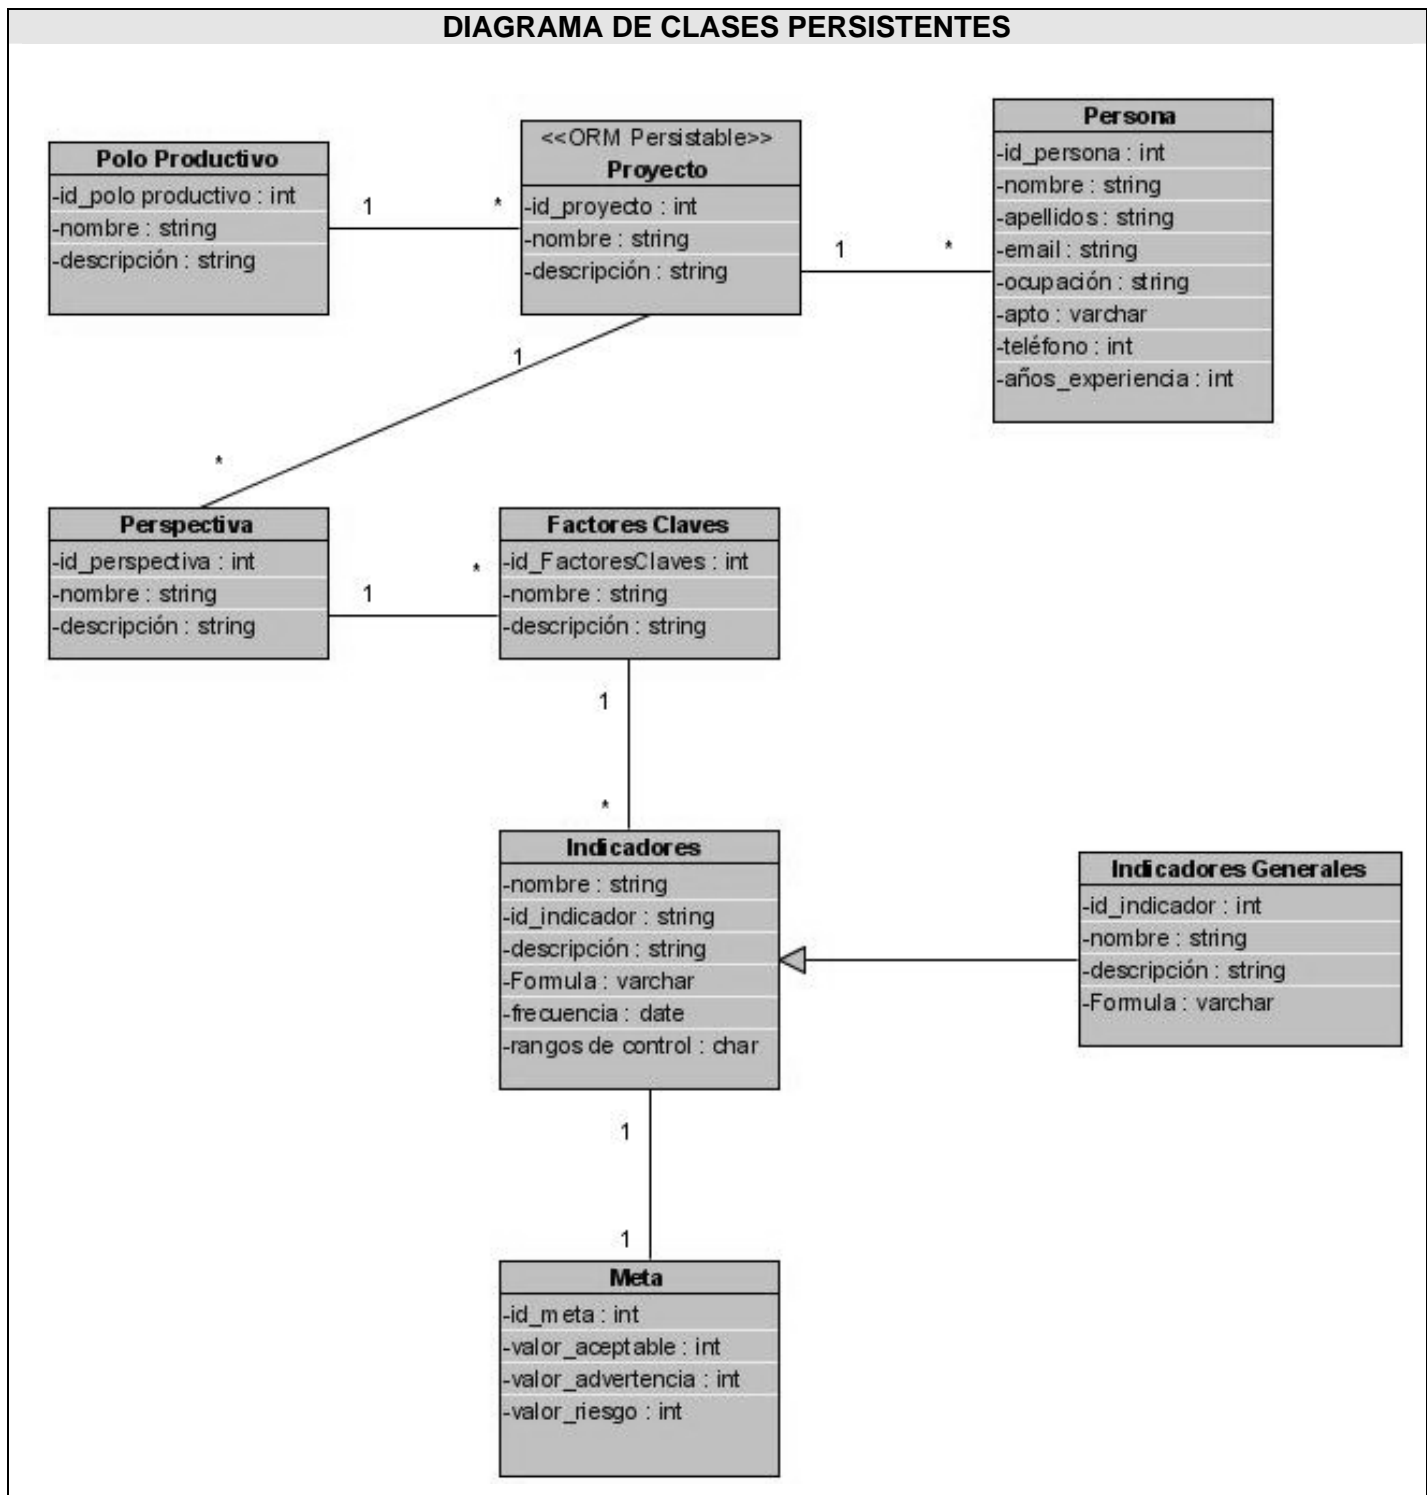 DIAGRAMA DE CLASES PERSISTENTES
Polo Productivo
-id_polo productivo : int
-nombre : string
-descripción : string
1
*
<<ORM Persistable>>
Proyecto
-id_proyecto : int
-nombre : string
-descripción : string
1
*
Persona
-id_persona : int
-nombre : string
-apellidos : string
-email : string
-ocupación : string
-apto : varchar
-teléfono : int
-años_experiencia : int
1
*
Perspectiva
-id_perspectiva : int
-nombre : string
-descripción : string
1
*
Factores Claves
-id_FactoresClaves : int
-nombre : string
-descripción : string
1
*
Indicadores
-nombre : string
-id_indicador : string
-descripción : string
-Formula : varchar
-frecuencia : date
-rangos de control : char
Indicadores Generales
-id_indicador : int
-nombre : string
-descripción : string
-Formula : varchar
1
1
Meta
-id_meta : int
-valor_aceptable : int
-valor_advertencia : int
-valor_riesgo : int